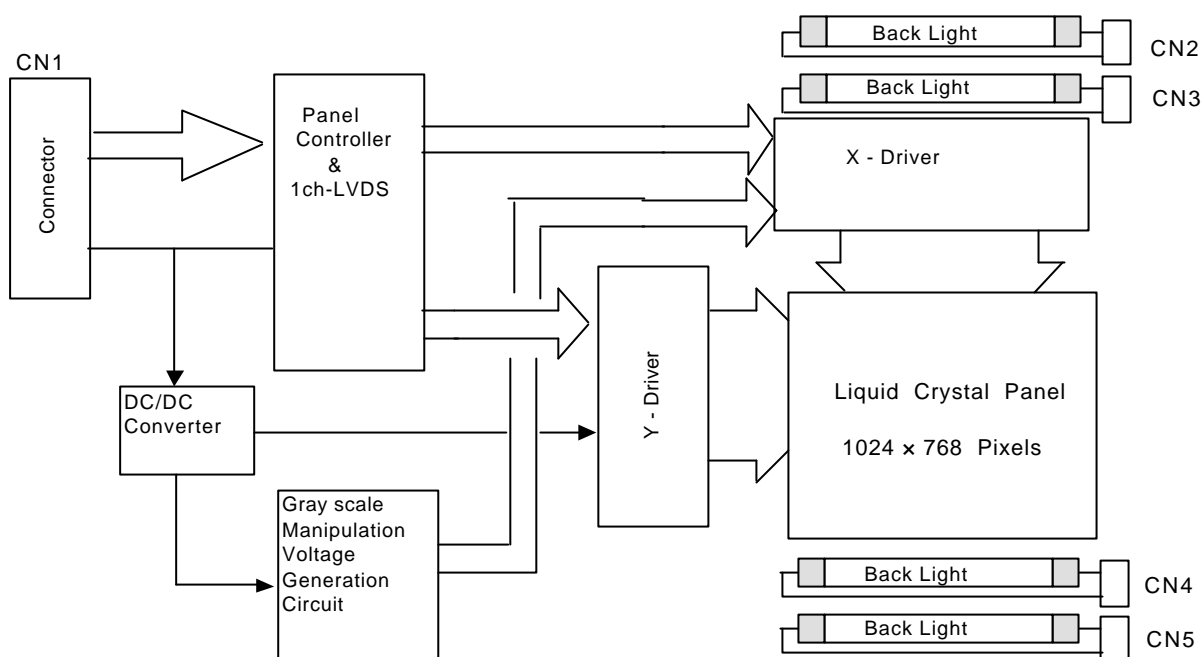 CN1
Connector
Panel
Controller
&
1ch-LVDS
Back Light
CN2
Back Light
CN3
X - Driver
DC/DC
Converter
Y - Driver
Liquid Crystal Panel
1024 × 768 Pixels
Gray scale
Manipulation
Voltage
Generation
Circuit
Back Light
CN4
Back Light
CN5